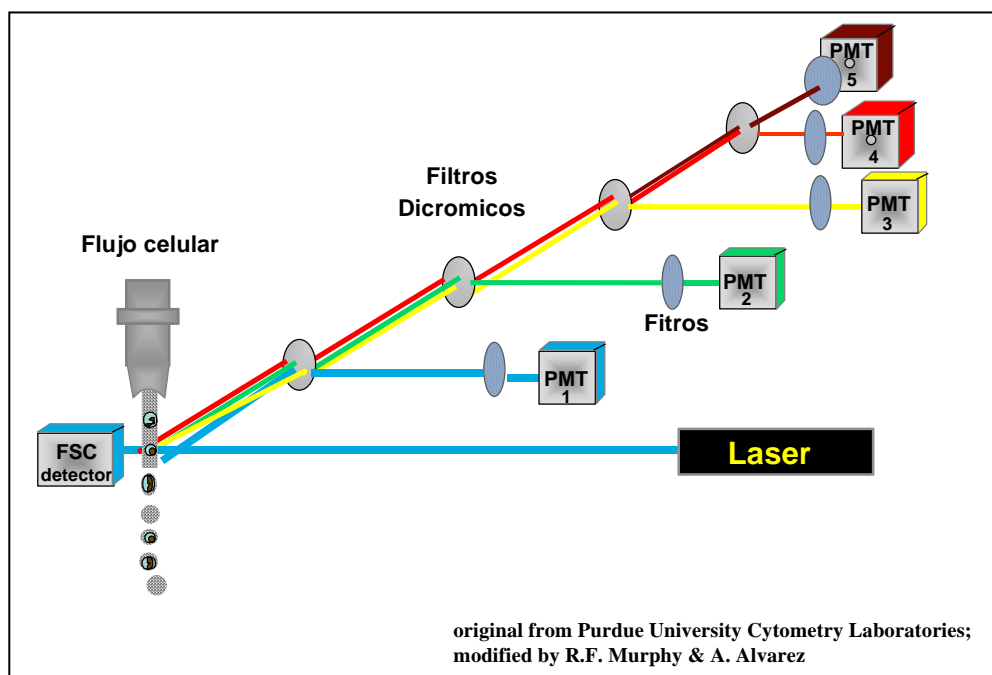 PMT
5
PMT
4
Filtros
Dicromicos
PMT
3
Flujo celular
PMT
2
Fitros
PMT
1
FSC
detector
Laser
original from Purdue University Cytometry Laboratories;
modified by R.F. Murphy & A. Alvarez